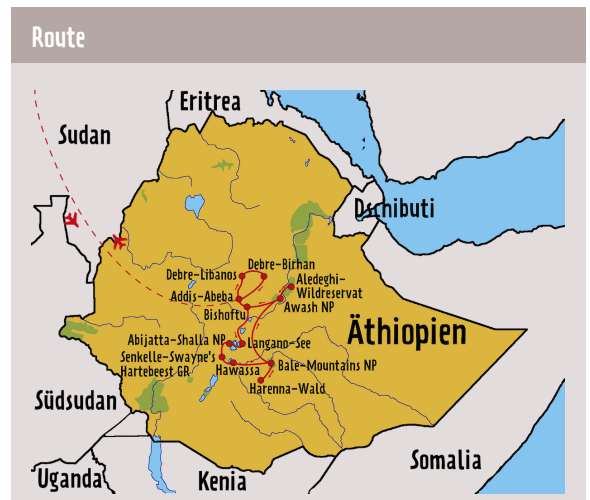 Route
Eritrea
Sudan
Dschibuti
Debre-Birhan
Debre-Libanos
Aledeghi-
Wildreservat
Addis-Abeba
Awash NP
Bishoftu
Äthiopien
Abijatta-Shalla NP
Langano-See
Senkelle-Swayne's
Hartebeest GR
Hawassa
Bale-Mountains NP
Harenna-Wald
Südsudan
Somalia
Uganda
Kenia